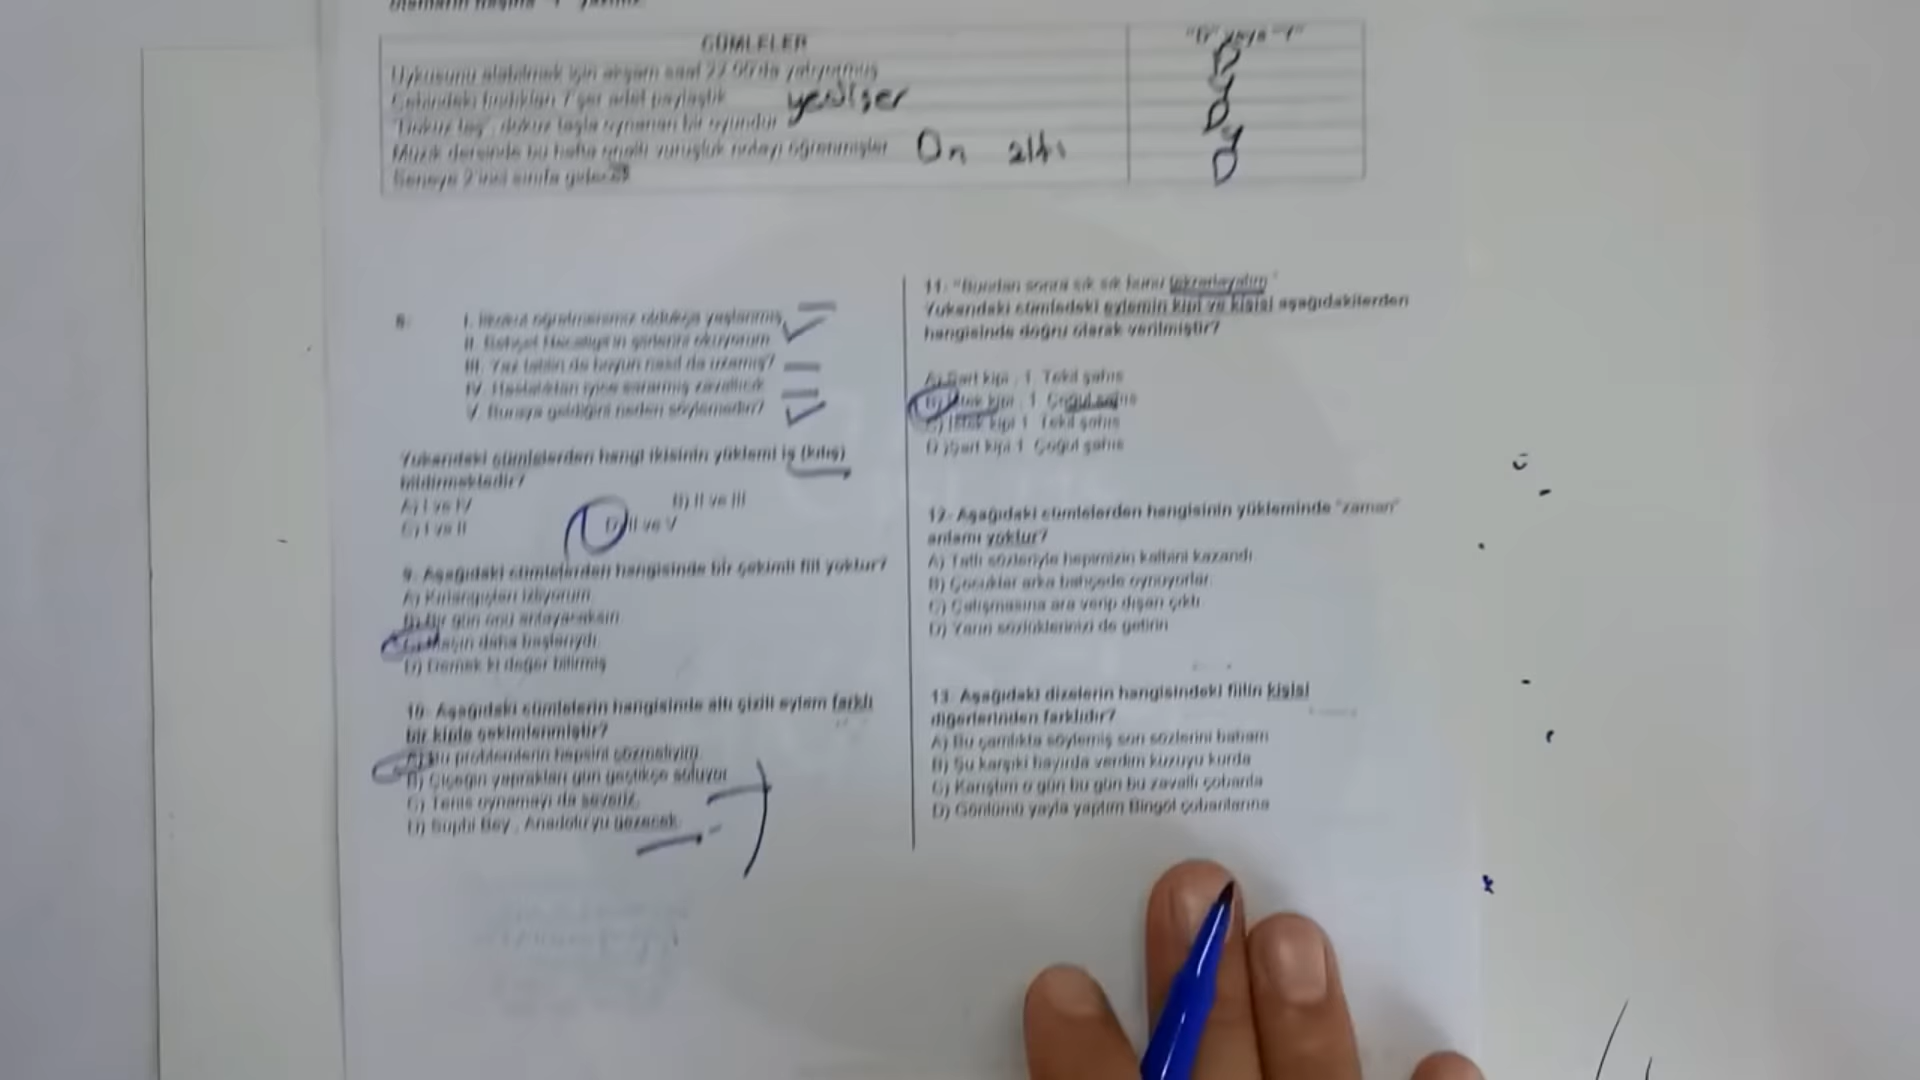 CÜMLELER
"D" veya "Y"
Uykusunu alabilmek için akşam saat 22.00'da yatıyormuş.
D
7'şer adet paylaştık.
yedişer
Y
"Dokuz taş", dokuz taşla oynanan bir oyundur.
D
Müzik dersinde bu hafta onaltı vuruşluk notayı öğrenmişler.
On altı
Y
Seneye 2'inci sınıfa gidecek
D
8.
I. öğretmenimiz oldukça yaşlanmış.
II. Behçet Necatigil'in şiirlerini okuyorum.
III. Yaz tatilin de boyun nasıl da uzamış?
IV. Hastalıktan iyice sararmış zavallıcık.
V. Buraya geldiğini neden söylemedin?
Yukarıdaki cümlelerden hangi ikisinin yüklemi iş (kılış)
bildirmektedir?
A) I ve IV
B) II ve III
C) I ve II
D) II ve V
9. Aşağıdaki cümlelerden hangisinde bir çekimli fiil yoktur?
A) Kırlangıçları izliyorum.
B) Bir gün onu anlayacaksın.
daha başlarıydı.
D) Demek ki değer bilirmiş
10- Aşağıdaki cümlelerin hangisinde altı çizili eylem farklı
bir kiple çekimlenmiştir?
A) Bu problemlerin hepsini çözmeliyim.
B) Çiçeğin yaprakları gün geçtikçe soluyor
C) Tenis oynamayı da severiz.
D) Suphi Bey , Anadolu'yu gezecek.
11- "Bundan sonra sık sık bunu tekrarlayalım."
Yukarıdaki cümledeki eylemin kipi ve kişisi aşağıdakilerden
hangisinde doğru olarak verilmiştir?
A) Şart kipi , 1. Tekil şahıs
B) İstek kipi , 1. Çoğul şahıs
C) İstek kipi 1. Tekil şahıs
D) Şart kipi 1. Çoğul şahıs
12- Aşağıdaki cümlelerden hangisinin yükleminde "zaman"
anlamı yoktur?
A) Tatlı sözleriyle hepimizin kalbini kazandı.
B) Çocuklar arka bahçede oynuyorlar.
C) Çalışmasına ara verip dışarı çıktı.
D) Yarın sözlüklerinizi de getirin
13- Aşağıdaki dizelerin hangisindeki fiilin kişisi
diğerlerinden farklıdır?
A) Bu çamlıkta söylemiş son sözlerini babam
B) Şu karşıki bayırda verdim kuzuyu kurda
C) Karıştım o gün bu gün bu zavallı çobanla
D) Gönlümü yayla yaptım Bingöl çobanlarına